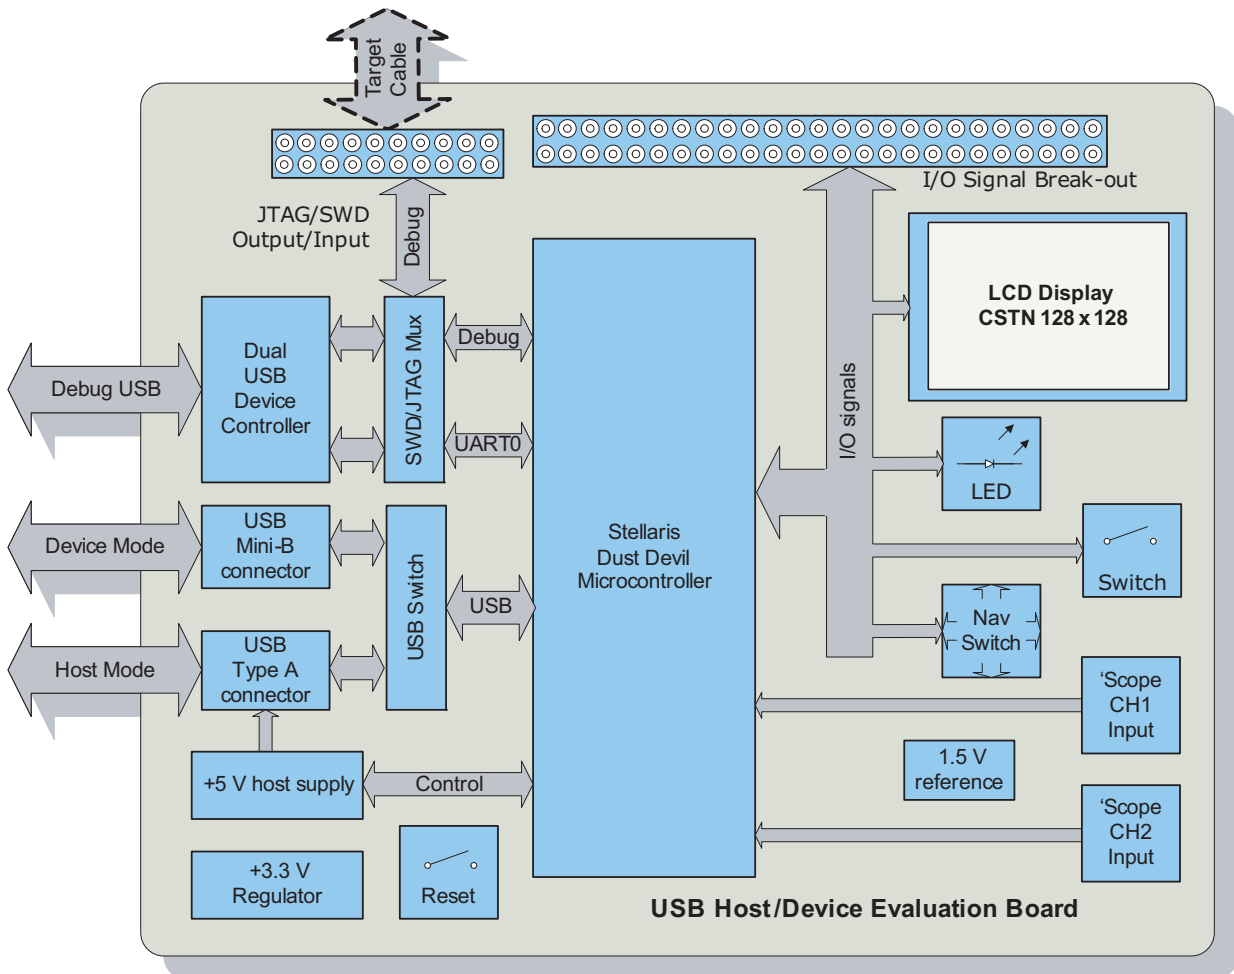 Target
Cable
I/O Signal Break-out
JTAG/SWD
Output/Input
Debug
LCD Display
CSTN 128 x 128
Dual
USB
Device
Controller
SWD/JTAG Mux
Debug
UART0
Debug USB
I/O signals
LED
Stellaris
Dust Devil
Microcontroller
USB
Mini-B
connector
Device Mode
USB Switch
USB
Switch
Nav
Switch
USB
Type A
connector
Host Mode
‘Scope
CH1
Input
+5 V host supply
Control
1.5 V
reference
‘Scope
CH2
Input
+3.3 V
Regulator
Reset
USB Host/Device Evaluation Board